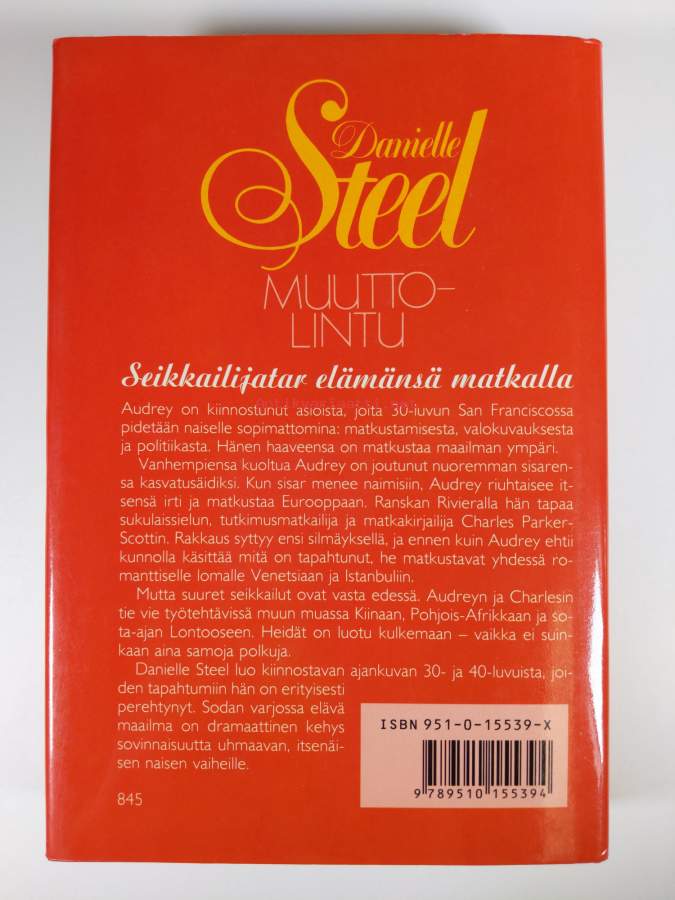 Danielle
Steel
MUUTTO-
LINTU
Seikkailijatar elämänsä matkalla
Audrey on kiinnostunut asioista, joita 30-luvun San Franciscossa
pidetään naiselle sopimattomina: matkustamisesta, valokuvauksesta
ja politiikasta. Hänen haaveensa on matkustaa maailman ympäri.
Vanhempiensa kuoltua Audrey on joutunut nuoremman sisaren-
sa kasvatusäidiksi. Kun sisar menee naimisiin, Audrey riuhtaisee it-
sensä irti ja matkustaa Eurooppaan. Ranskan Rivieralla hän tapaa
sukulaissielun, tutkimusmatkailija ja matkakirjailija Charles Parker-
Scottin. Rakkaus syttyy ensi silmäyksellä, ja ennen kuin Audrey ehtii
kunnolla käsittää mitä on tapahtunut, he matkustavat yhdessä ro-
manttiselle lomalle Venetsiaan ja Istanbuliin.
Mutta suuret seikkailut ovat vasta edessä. Audreyn ja Charlesin
tie vie työtehtävissä muun muassa Kiinaan, Pohjois-Afrikkaan ja so-
ta-ajan Lontooseen. Heidät on luotu kulkemaan – vaikka ei suin-
kaan aina samoja polkuja.
Danielle Steel luo kiinnostavan ajankuvan 30- ja 40-luvuista, joi-
den tapahtumiin hän on erityisesti
perehtynyt. Sodan varjossa elävä
maailma on dramaattinen kehys
sovinnaisuutta uhmaavan, itsenäi-
sen naisen vaiheille.
845
ISBN 951-0-15539-X
9 789510 155394